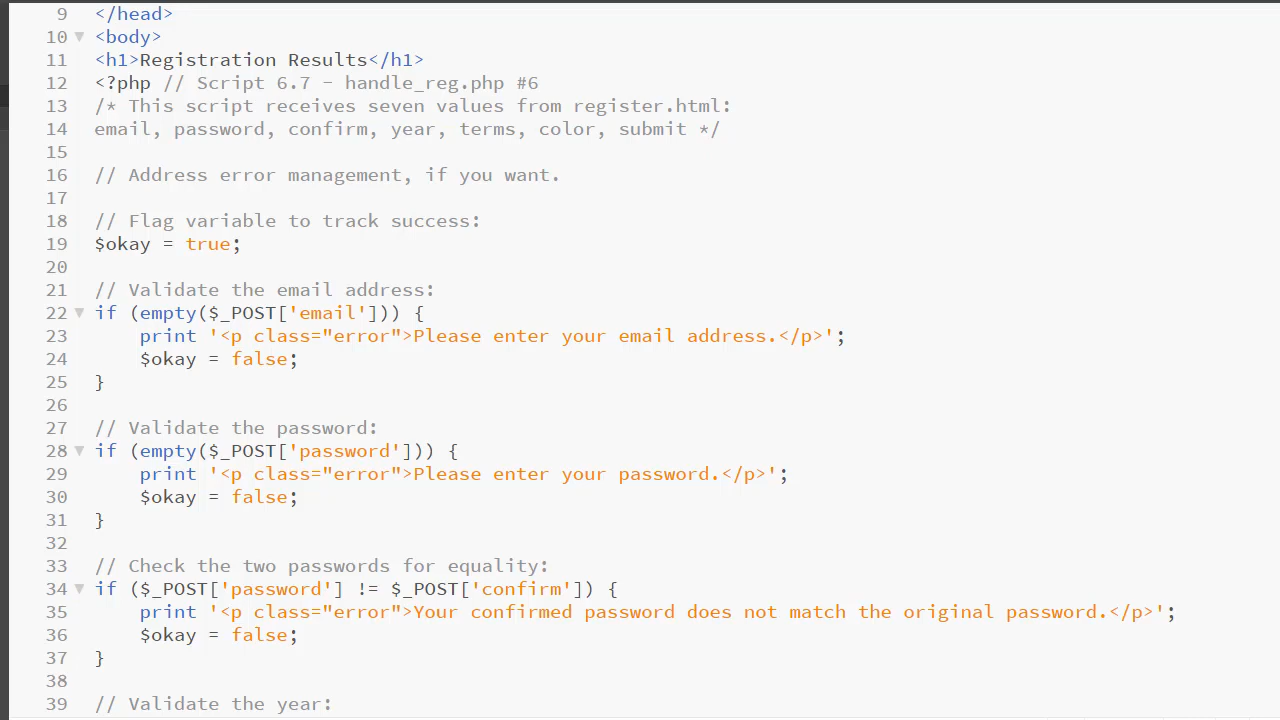 9 </head>
10 <body>
11 <h1>Registration Results</h1>
12 <?php // Script 6.7 - handle_reg.php #6
13 /* This script receives seven values from register.html:
14 email, password, confirm, year, terms, color, submit */
15
16 // Address error management, if you want.
17
18 // Flag variable to track success:
19 $okay = true;
20
21 // Validate the email address:
22 if (empty($_POST['email'])) {
23     print '<p class="error">Please enter your email address.</p>';
24     $okay = false;
25 }
26
27 // Validate the password:
28 if (empty($_POST['password'])) {
29     print '<p class="error">Please enter your password.</p>';
30     $okay = false;
31 }
32
33 // Check the two passwords for equality:
34 if ($_POST['password'] != $_POST['confirm']) {
35     print '<p class="error">Your confirmed password does not match the original password.</p>';
36     $okay = false;
37 }
38
39 // Validate the year: